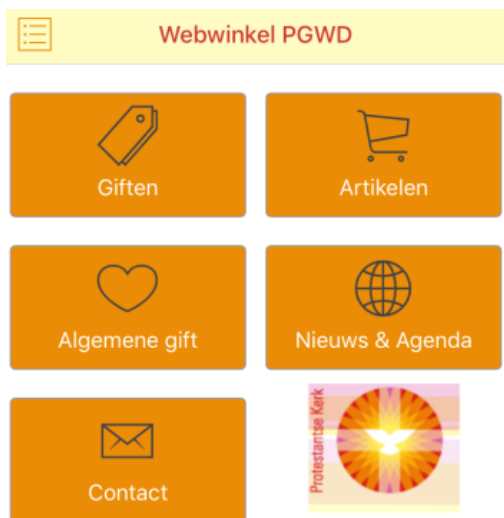 Webwinkel PGWD
Giften
Artikelen
Algemene gift
Nieuws & Agenda
Protestantse Kerk
Contact